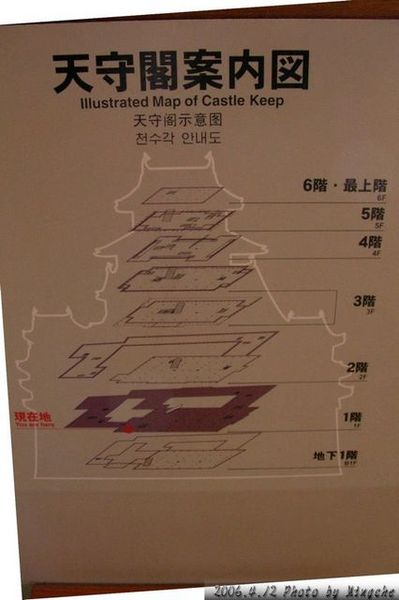 天守閣案内図
Illustrated Map of Castle Keep
天守阁示意图
천수각 안내도
6階・最上階
6F
5階
5F
4階
4F
3階
3F
2階
2F
現在地
You are here
1階
1F
地下1階
B1F
2006.4.12 Photo by Mingche